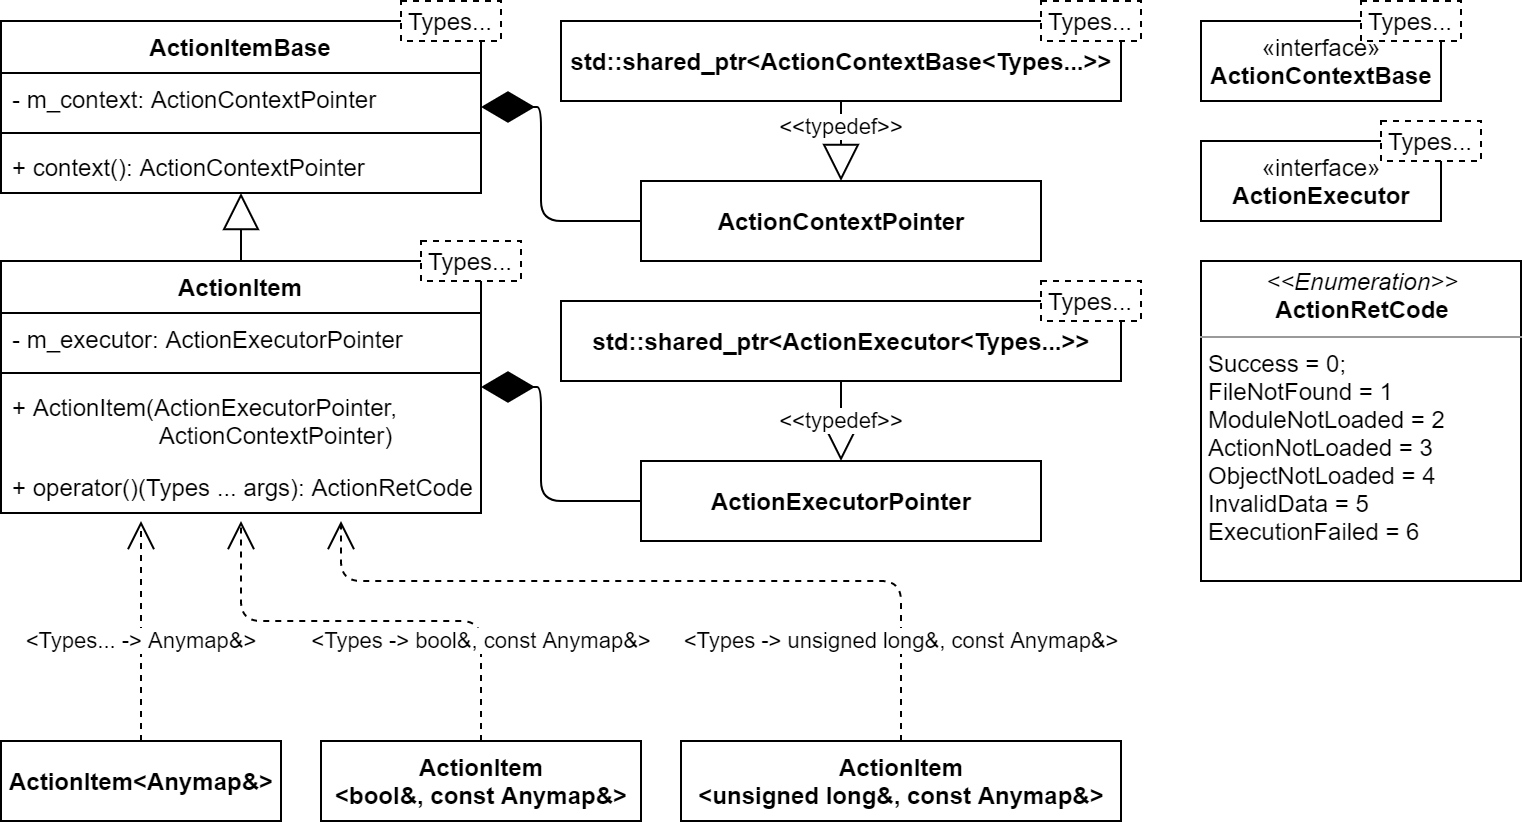 Types...
ActionItemBase
- m_context: ActionContextPointer
+ context(): ActionContextPointer
Types...
ActionItem
- m_executor: ActionExecutorPointer
+ ActionItem(ActionExecutorPointer,
ActionContextPointer)
+ operator()(Types ... args): ActionRetCode
Types...
std::shared_ptr<ActionContextBase<Types...>>
<<typedef>>
ActionContextPointer
Types...
std::shared_ptr<ActionExecutor<Types...>>
<<typedef>>
ActionExecutorPointer
Types...
«interface»
ActionContextBase
Types...
«interface»
ActionExecutor
<<Enumeration>>
ActionRetCode
Success = 0;
FileNotFound = 1
ModuleNotLoaded = 2
ActionNotLoaded = 3
ObjectNotLoaded = 4
InvalidData = 5
ExecutionFailed = 6
<Types... -> Anymap&>
<Types -> bool&, const Anymap&>
<Types -> unsigned long&, const Anymap&>
ActionItem<Anymap&>
ActionItem
<bool&, const Anymap&>
ActionItem
<unsigned long&, const Anymap&>